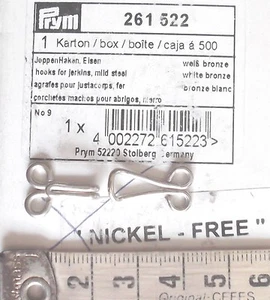 Prym 261 522
1 Karton / box / boîte / caja á 500
JoppenHaken, Eisen weiß bronze
hooks for jerkins, mild steel white bronze
agrafes pour justacorps, fer bronze blanc
corchetes machos para abrigos, hierro
No 9
1 x
4 002272 615223 >
Prym 52220 Stolberg Germany
" NICKEL - FREE "
2 3 4 5 6
Original